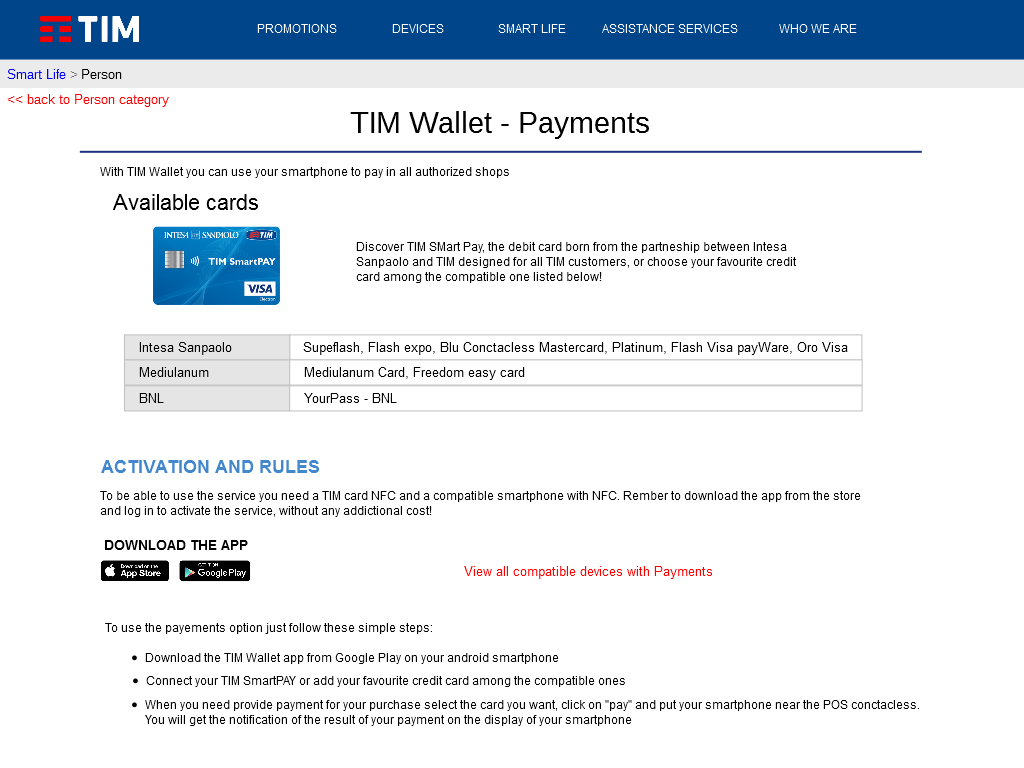 TIM
PROMOTIONS DEVICES SMART LIFE ASSISTANCE SERVICES WHO WE ARE
Smart Life > Person
<< back to Person category
TIM Wallet - Payments
With TIM Wallet you can use your smartphone to pay in all authorized shops
Available cards
INTESA SANPAOLO TIM
TIM SmartPAY
VISA
Electron
Discover TIM SMart Pay, the debit card born from the partneship between Intesa
Sanpaolo and TIM designed for all TIM customers, or choose your favourite credit
card among the compatible one listed below!
Intesa Sanpaolo Supeflash, Flash expo, Blu Conctacless Mastercard, Platinum, Flash Visa payWare, Oro Visa
Mediulanum Mediulanum Card, Freedom easy card
BNL YourPass - BNL
ACTIVATION AND RULES
To be able to use the service you need a TIM card NFC and a compatible smartphone with NFC. Rember to download the app from the store
and log in to activate the service, without any addictional cost!
DOWNLOAD THE APP
Download on the
App Store
GET IT ON
Google Play
View all compatible devices with Payments
To use the payements option just follow these simple steps:
• Download the TIM Wallet app from Google Play on your android smartphone
• Connect your TIM SmartPAY or add your favourite credit card among the compatible ones
• When you need provide payment for your purchase select the card you want, click on "pay" and put your smartphone near the POS conctacless.
You will get the notification of the result of your payment on the display of your smartphone